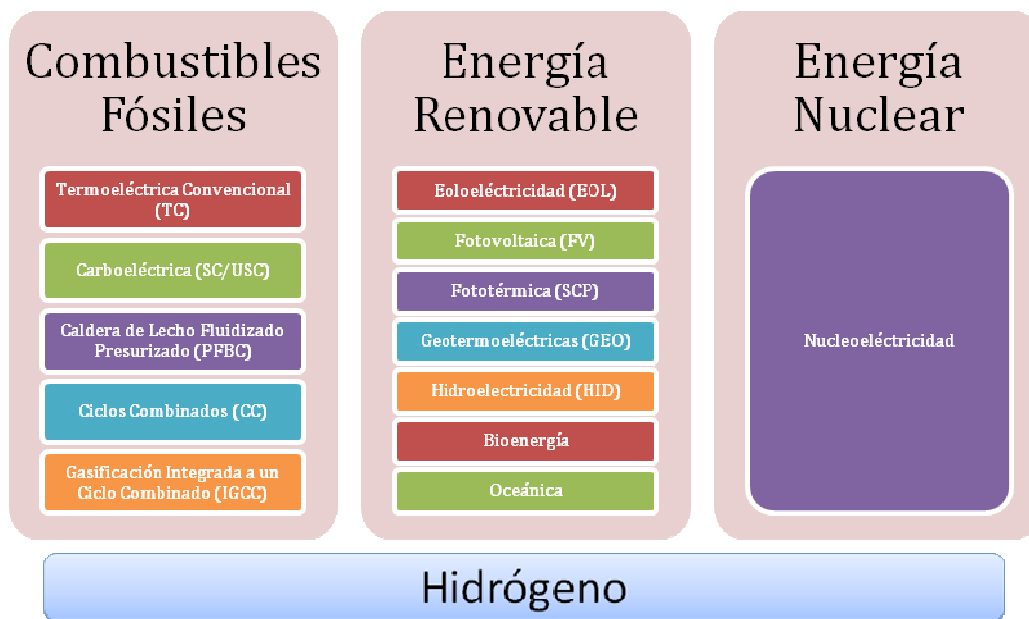 Combustibles
Fósiles
Termoeléctrica Convencional
(TC)
Carboeléctrica (SC/USC)
Caldera de Lecho Fluidizado
Presurizado (PFBC)
Ciclos Combinados (CC)
Gasificación Integrada a un
Ciclo Combinado (IGCC)
Energía
Renovable
Eoloeléctricidad (EOL)
Fotovoltaica (FV)
Fototérmica (SCP)
Geotermoeléctricas (GEO)
Hidroelectricidad (HID)
Bioenergía
Oceánica
Energía
Nuclear
Nucleoeléctricidad
Hidrógeno